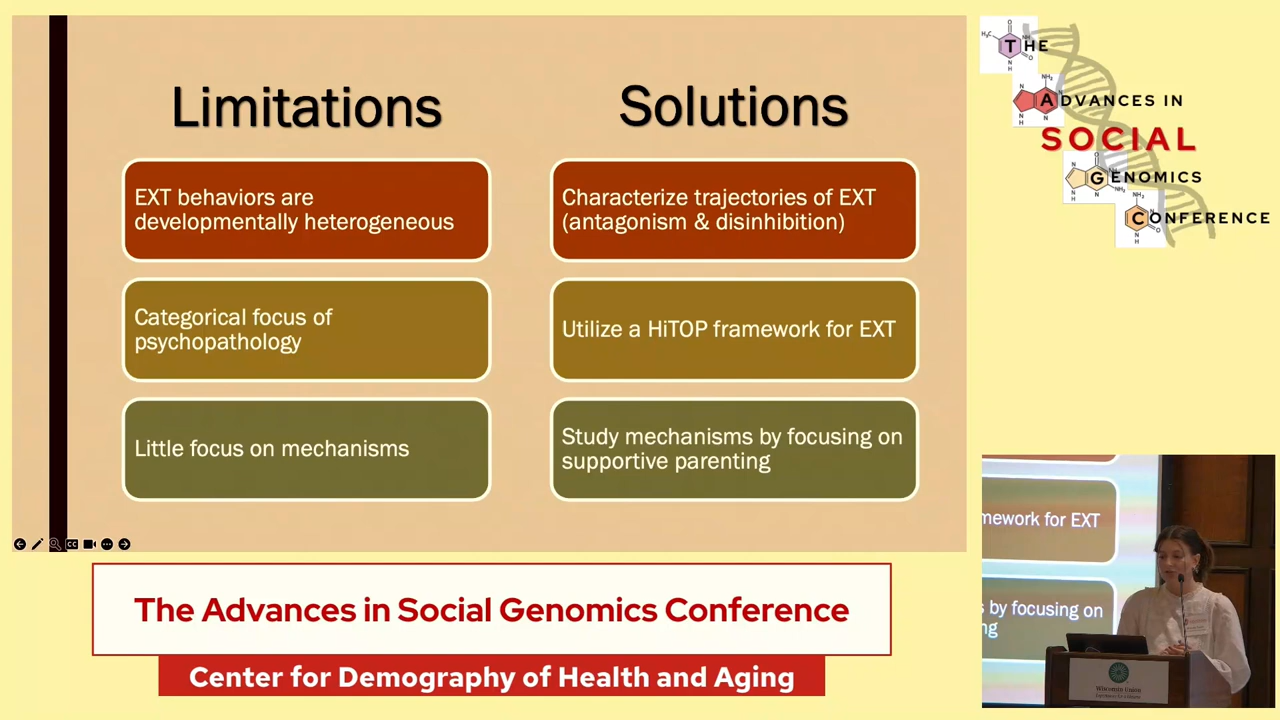 Limitations
Solutions
EXT behaviors are
developmentally heterogeneous
Characterize trajectories of EXT
(antagonism & disinhibition)
Categorical focus of
psychopathology
Utilize a HiTOP framework for EXT
Little focus on mechanisms
Study mechanisms by focusing on
supportive parenting
THE
ADVANCES IN
SOCIAL
GENOMICS
CONFERENCE
mework for EXT
s by focusing on
ng
Wisconsin Union
The Advances in Social Genomics Conference
Center for Demography of Health and Aging